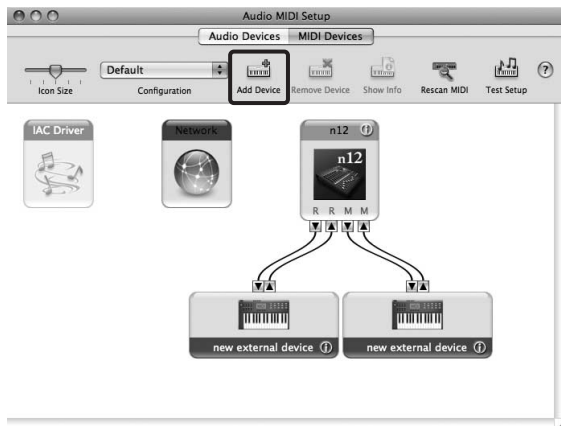 Audio MIDI Setup
Audio Devices MIDI Devices
Default
Icon Size Configuration Add Device Remove Device Show Info Rescan MIDI Test Setup ?
IAC Driver Network n12 i
n12
R R M M
new external device i new external device i